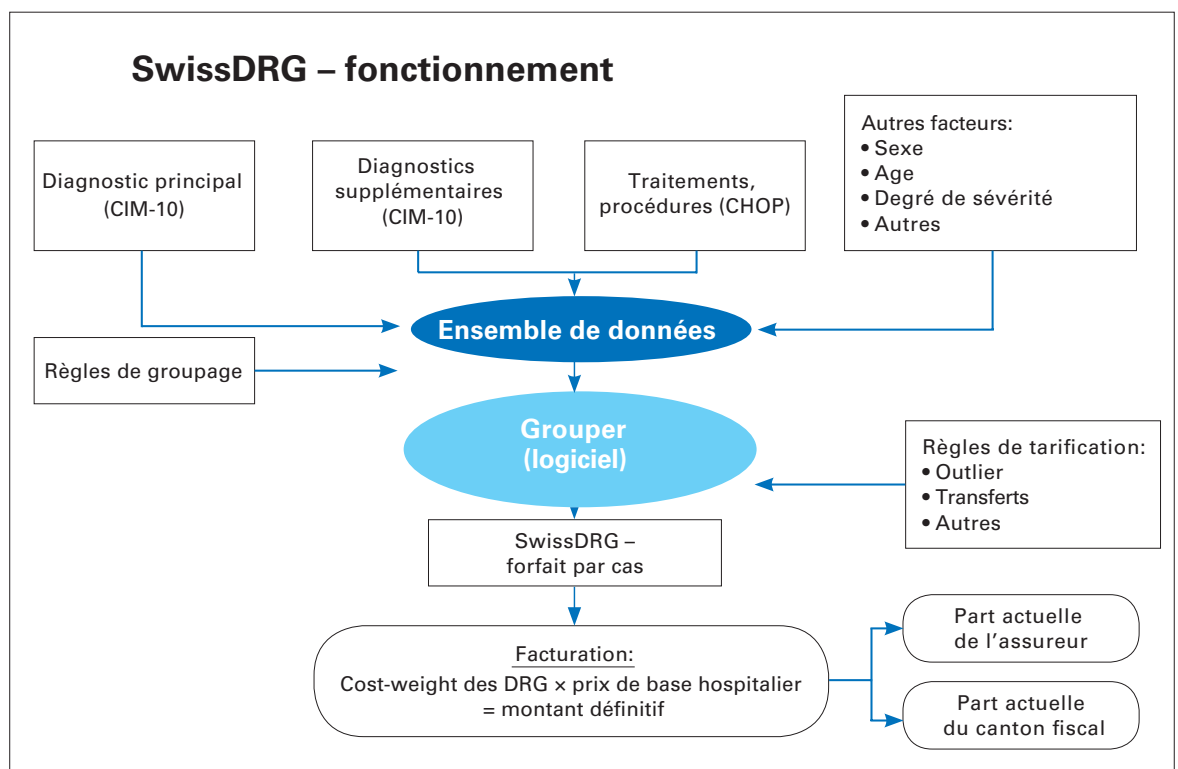 SwissDRG – fonctionnement
Diagnostic principal
(CIM-10)
Diagnostics
supplémentaires
(CIM-10)
Traitements,
procédures (CHOP)
Autres facteurs:
• Sexe
• Age
• Degré de sévérité
• Autres
Ensemble de données
Règles de groupage
Grouper
(logiciel)
Règles de tarification:
• Outlier
• Transferts
• Autres
SwissDRG –
forfait par cas
Facturation:
Cost-weight des DRG × prix de base hospitalier
= montant définitif
Part actuelle
de l’assureur
Part actuelle
du canton fiscal